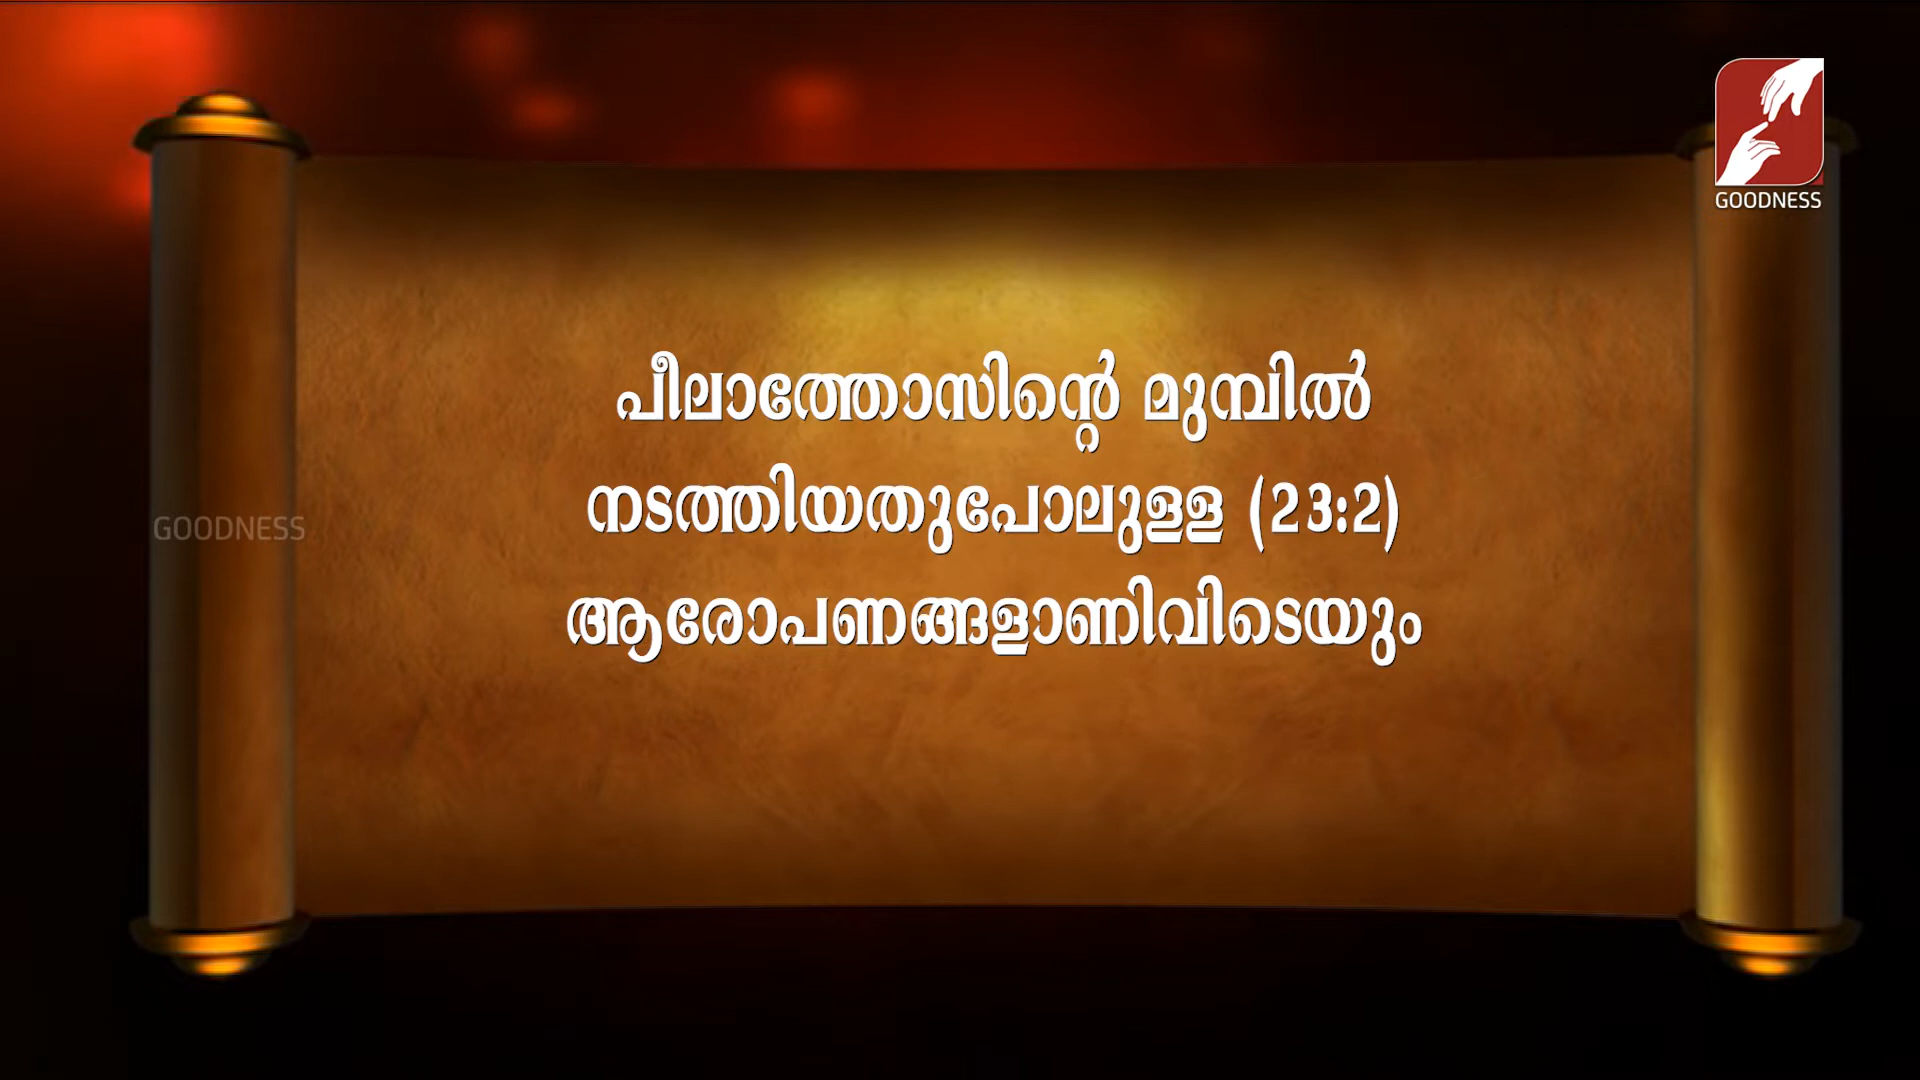 GOODNESS
പീലാത്തോസിന്റെ മുമ്പിൽ
നടത്തിയതുപോലുള്ള (23:2)
ആരോപണങ്ങളാണിവിടെയും
GOODNESS